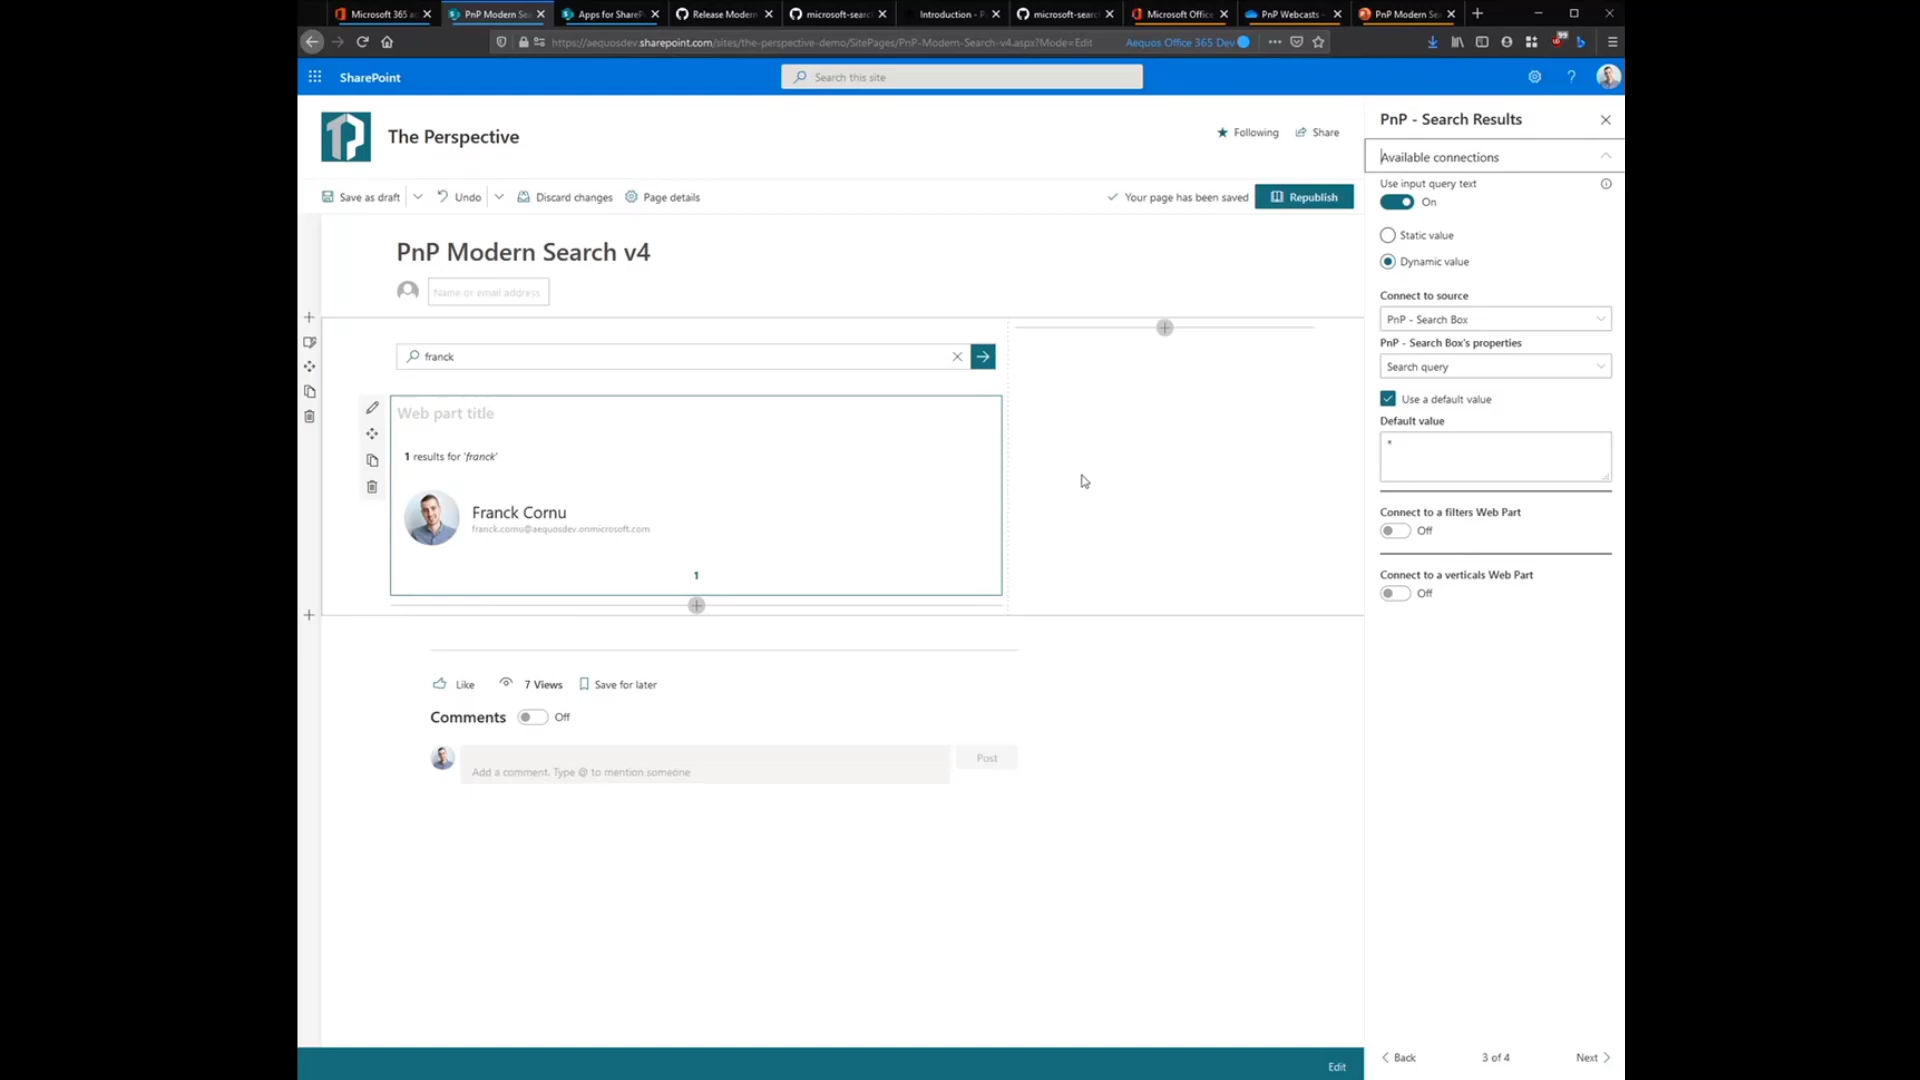 Microsoft 365 a
PnP Modern Se
Apps for ShareP
Release Modern
microsoft-searc
Introduction - P
microsoft-searc
Microsoft Office
PnP Webcasts -
PnP Modern Se
https://aequosdev.sharepoint.com/sites/the-perspective-demo/SitePages/PnP-Modern-Search-v4.aspx?Mode=Edit
Aequos Office 365 Dev
99
SharePoint
Search this site
The Perspective
Following
Share
Save as draft
Undo
Discard changes
Page details
Your page has been saved
Republish
PnP Modern Search v4
Name or email address
franck
Web part title
1 results for 'franck'
Franck Cornu
franck.cornu@aequosdev.onmicrosoft.com
1
Like
7 Views
Save for later
Comments
Off
Add a comment. Type @ to mention someone
Post
Edit
PnP - Search Results
Available connections
Use input query text
On
Static value
Dynamic value
Connect to source
PnP - Search Box
PnP - Search Box's properties
Search query
Use a default value
Default value
*
Connect to a filters Web Part
Off
Connect to a verticals Web Part
Off
Back
3 of 4
Next